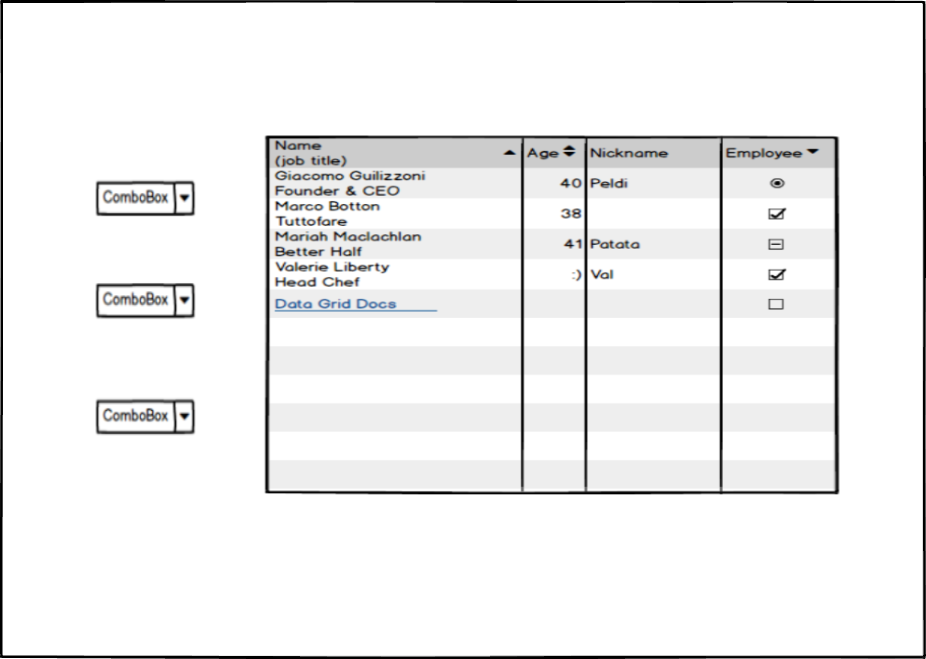 Name
(job title)
Age
Nickname
Employee
Giacomo Guilizzoni
Founder & CEO
40
Peldi
ComboBox
Marco Botton
Tuttofare
38
Mariah Maclachlan
Better Half
41
Patata
Valerie Liberty
Head Chef
:)
Val
ComboBox
Data Grid Docs
ComboBox